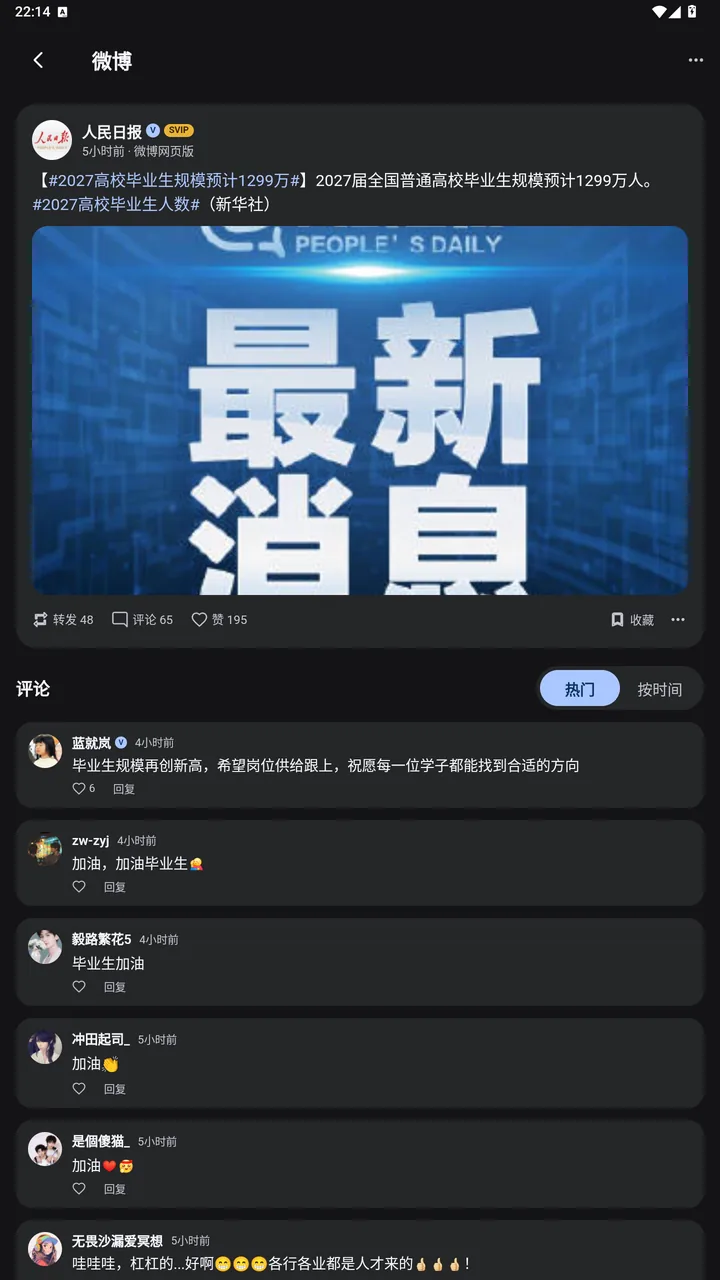 22:14
微博
人民日报 V SVIP
5小时前 · 微博网页版
【#2027高校毕业生规模预计1299万#】2027届全国普通高校毕业生规模预计1299万人。
#2027高校毕业生人数#（新华社）
PEOPLE'S DAILY
最新
消息
转发 48 评论 65 赞 195 收藏
评论 热门 按时间
蓝就岚 V 4小时前
毕业生规模再创新高，希望岗位供给跟上，祝愿每一位学子都能找到合适的方向
6 回复
zw-zyj 4小时前
加油，加油毕业生
回复
毅路繁花5 4小时前
毕业生加油
回复
冲田起司_ 5小时前
加油👏
回复
是個傻猫_ 5小时前
加油❤️🥰
回复
无畏沙漏爱冥想 5小时前
哇哇哇，杠杠的...好啊😁😁😁各行各业都是人才来的👍🏻👍🏻👍🏻！